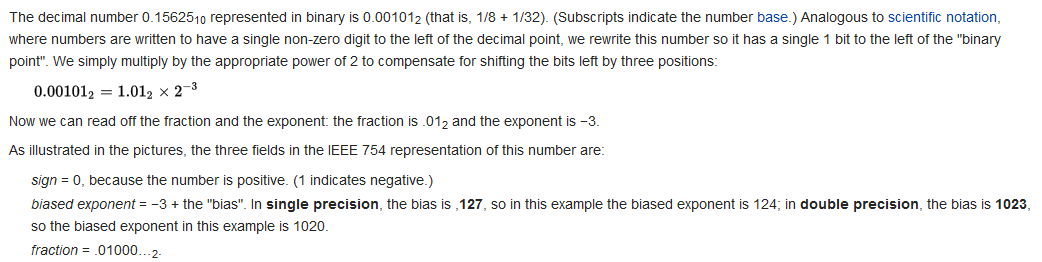 The decimal number 0.15625₁₀ represented in binary is 0.00101₂ (that is, 1/8 + 1/32). (Subscripts indicate the number base.) Analogous to scientific notation,
where numbers are written to have a single non-zero digit to the left of the decimal point, we rewrite this number so it has a single 1 bit to the left of the "binary
point". We simply multiply by the appropriate power of 2 to compensate for shifting the bits left by three positions:
0.00101₂ = 1.01₂ × 2⁻³
Now we can read off the fraction and the exponent: the fraction is .01₂ and the exponent is −3.
As illustrated in the pictures, the three fields in the IEEE 754 representation of this number are:
sign = 0, because the number is positive. (1 indicates negative.)
biased exponent = −3 + the "bias". In single precision, the bias is ,127, so in this example the biased exponent is 124; in double precision, the bias is 1023,
so the biased exponent in this example is 1020.
fraction = .01000…₂.